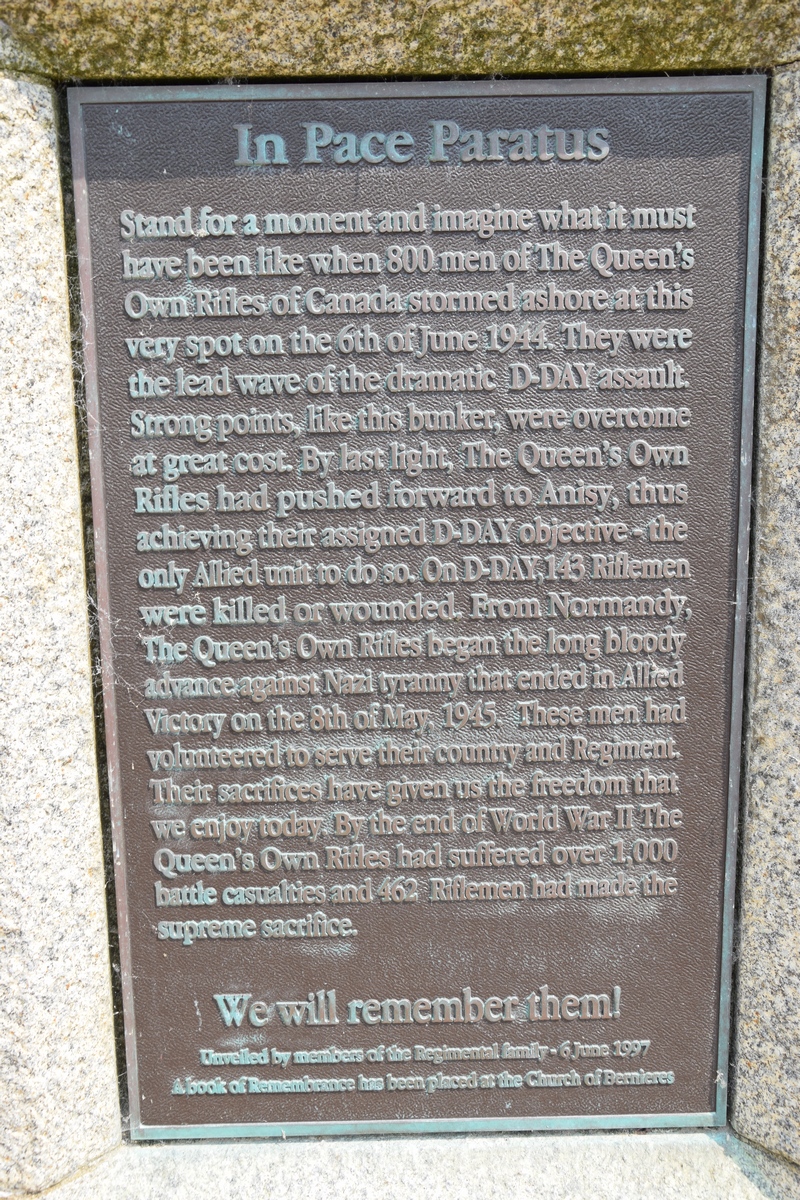 In Pace Paratus
Stand for a moment and imagine what it must
have been like when 800 men of The Queen's
Own Rifles of Canada stormed ashore at this
very spot on the 6th of June 1944. They were
the lead wave of the dramatic D-DAY assault.
Strong points, like this bunker, were overcome
at great cost. By last light, The Queen's Own
Rifles had pushed forward to Anisy, thus
achieving their assigned D-DAY objective - the
only Allied unit to do so. On D-DAY, 143 Riflemen
were killed or wounded. From Normandy,
The Queen's Own Rifles began the long bloody
advance against Nazi tyranny that ended in Allied
Victory on the 8th of May, 1945. These men had
volunteered to serve their country and Regiment.
Their sacrifices have given us the freedom that
we enjoy today. By the end of World War II The
Queen's Own Rifles had suffered over 1,000
battle casualties and 462 Riflemen had made the
supreme sacrifice.
We will remember them!
Unveiled by members of the Regimental family - 6 June 1997
A book of Remembrance has been placed at the Church of Bernieres